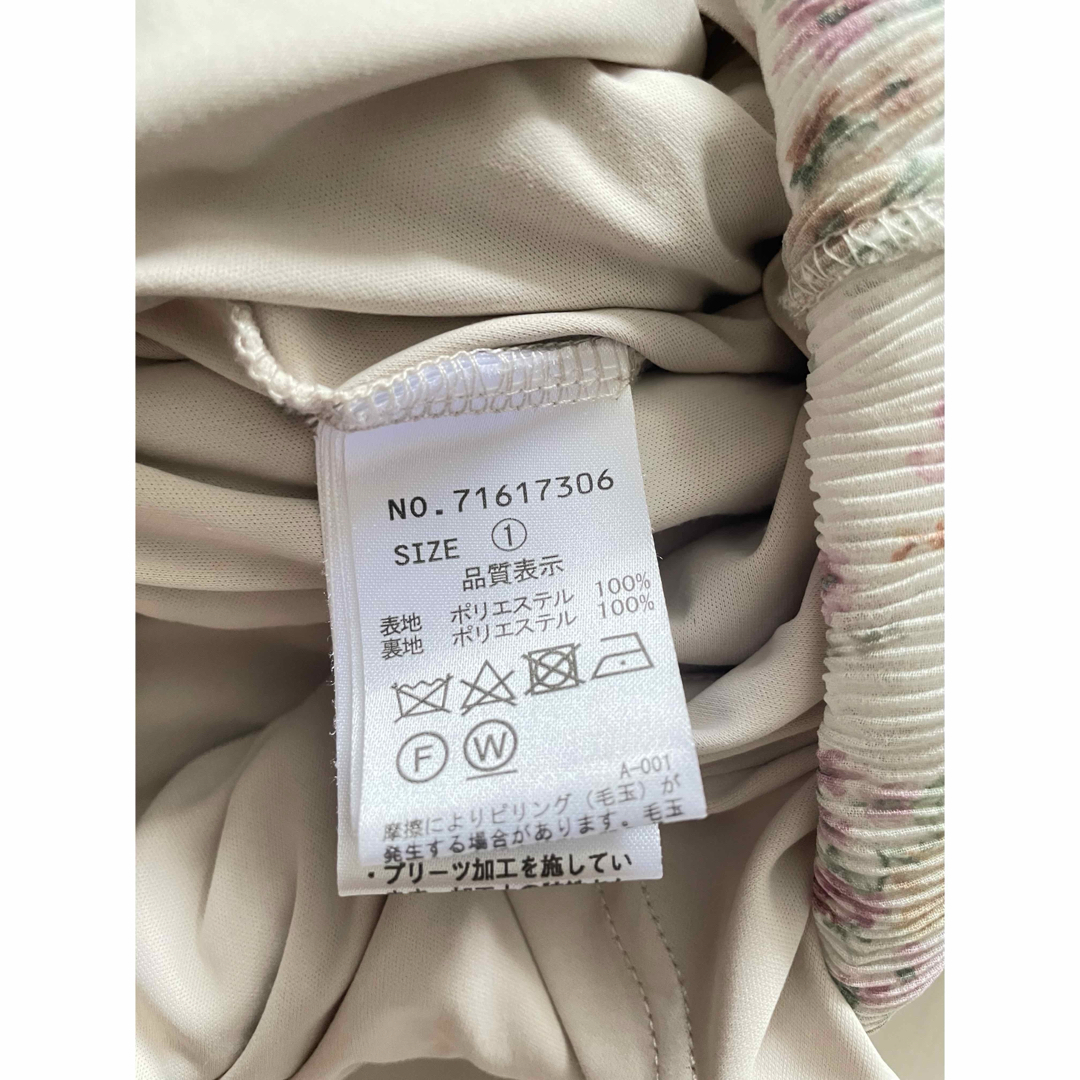 NO.71617306
SIZE ①
品質表示
表地 ポリエステル 100%
裏地 ポリエステル 100%
F W
A-001
摩擦によりピリング（毛玉）が
発生する場合があります。毛玉
・プリーツ加工を施してい